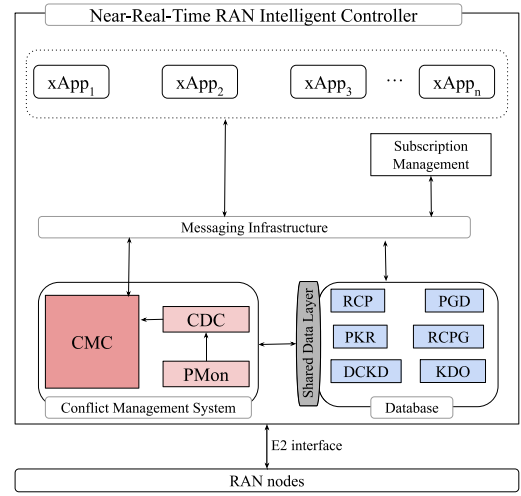 Near-Real-Time RAN Intelligent Controller
xApp1 xApp2 xApp3 ... xAppn
Subscription
Management
Messaging Infrastructure
CMC
CDC
PMon
Conflict Management System
Shared Data Layer
RCP PGD
PKR RCPG
DCKD KDO
Database
E2 interface
RAN nodes